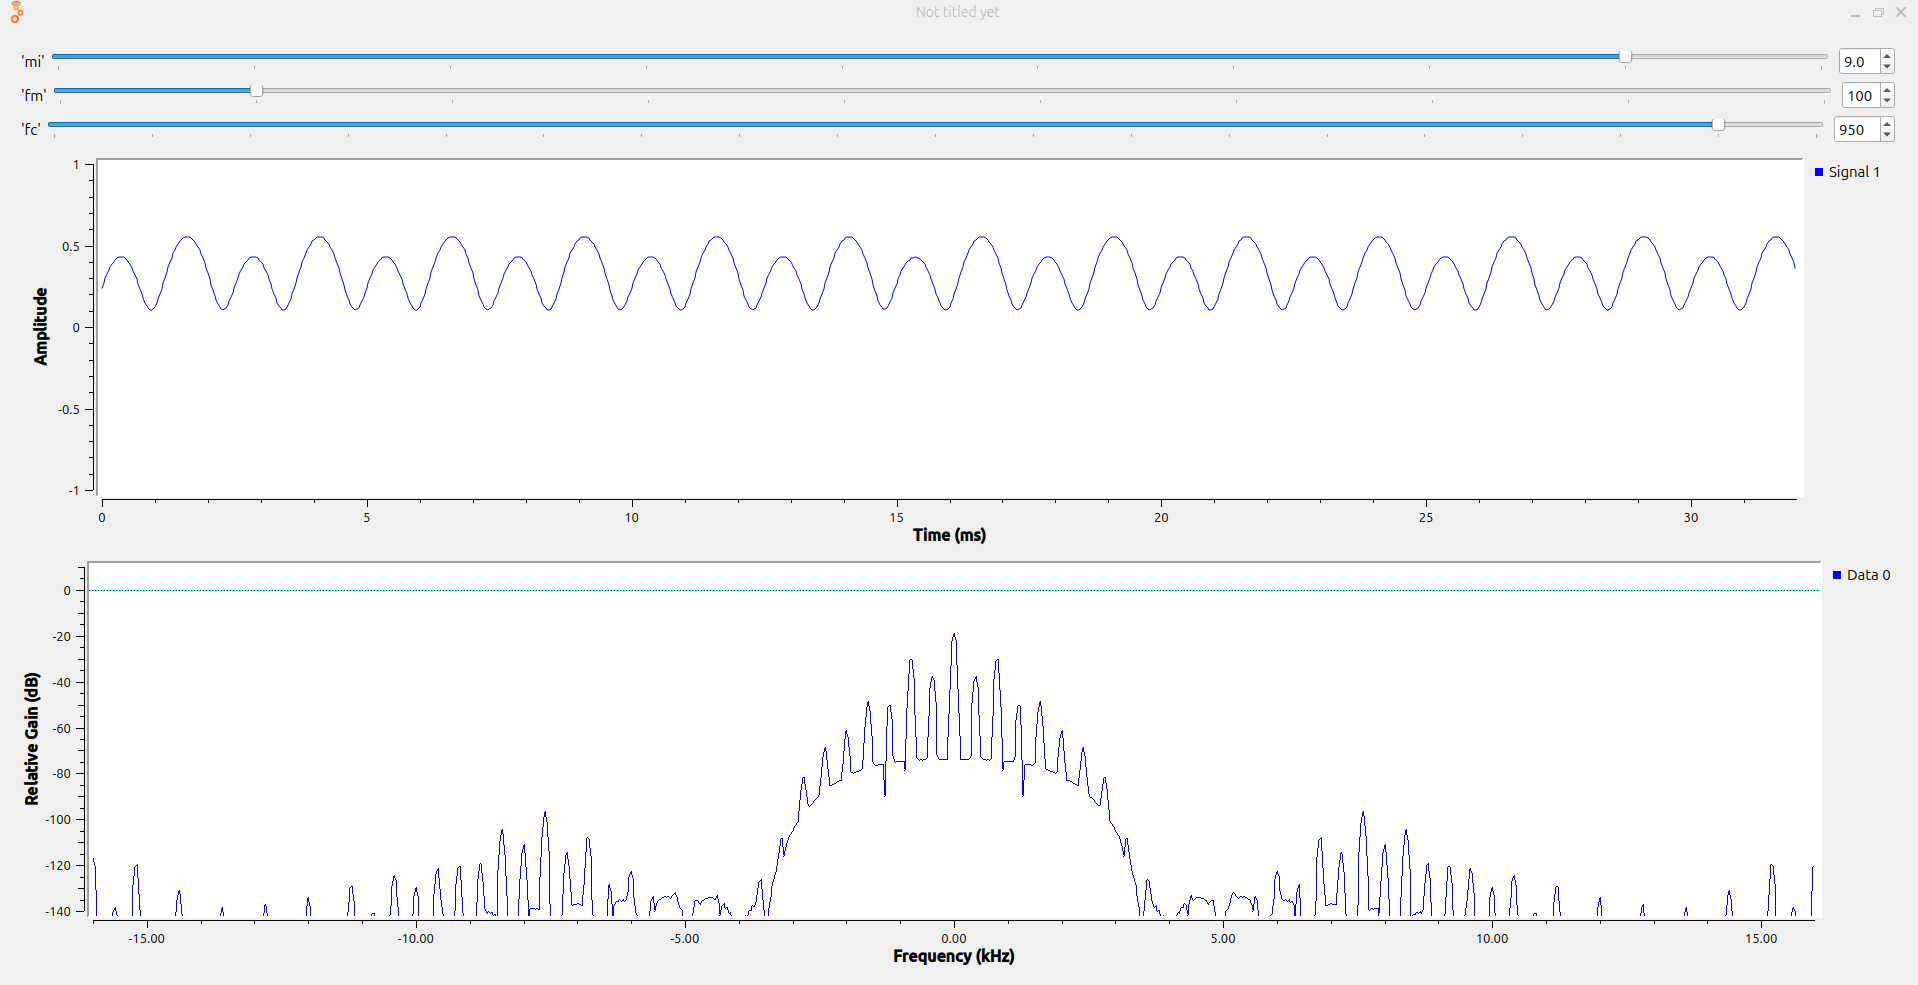 Not titled yet
'mi' 9.0
'fm' 100
'fc' 950
1
0.5
0
-0.5
-1
Amplitude
Signal 1
0 5 10 15 20 25 30
Time (ms)
0
-20
-40
-60
-80
-100
-120
-140
Relative Gain (dB)
Data 0
-15.00 -10.00 -5.00 0.00 5.00 10.00 15.00
Frequency (kHz)